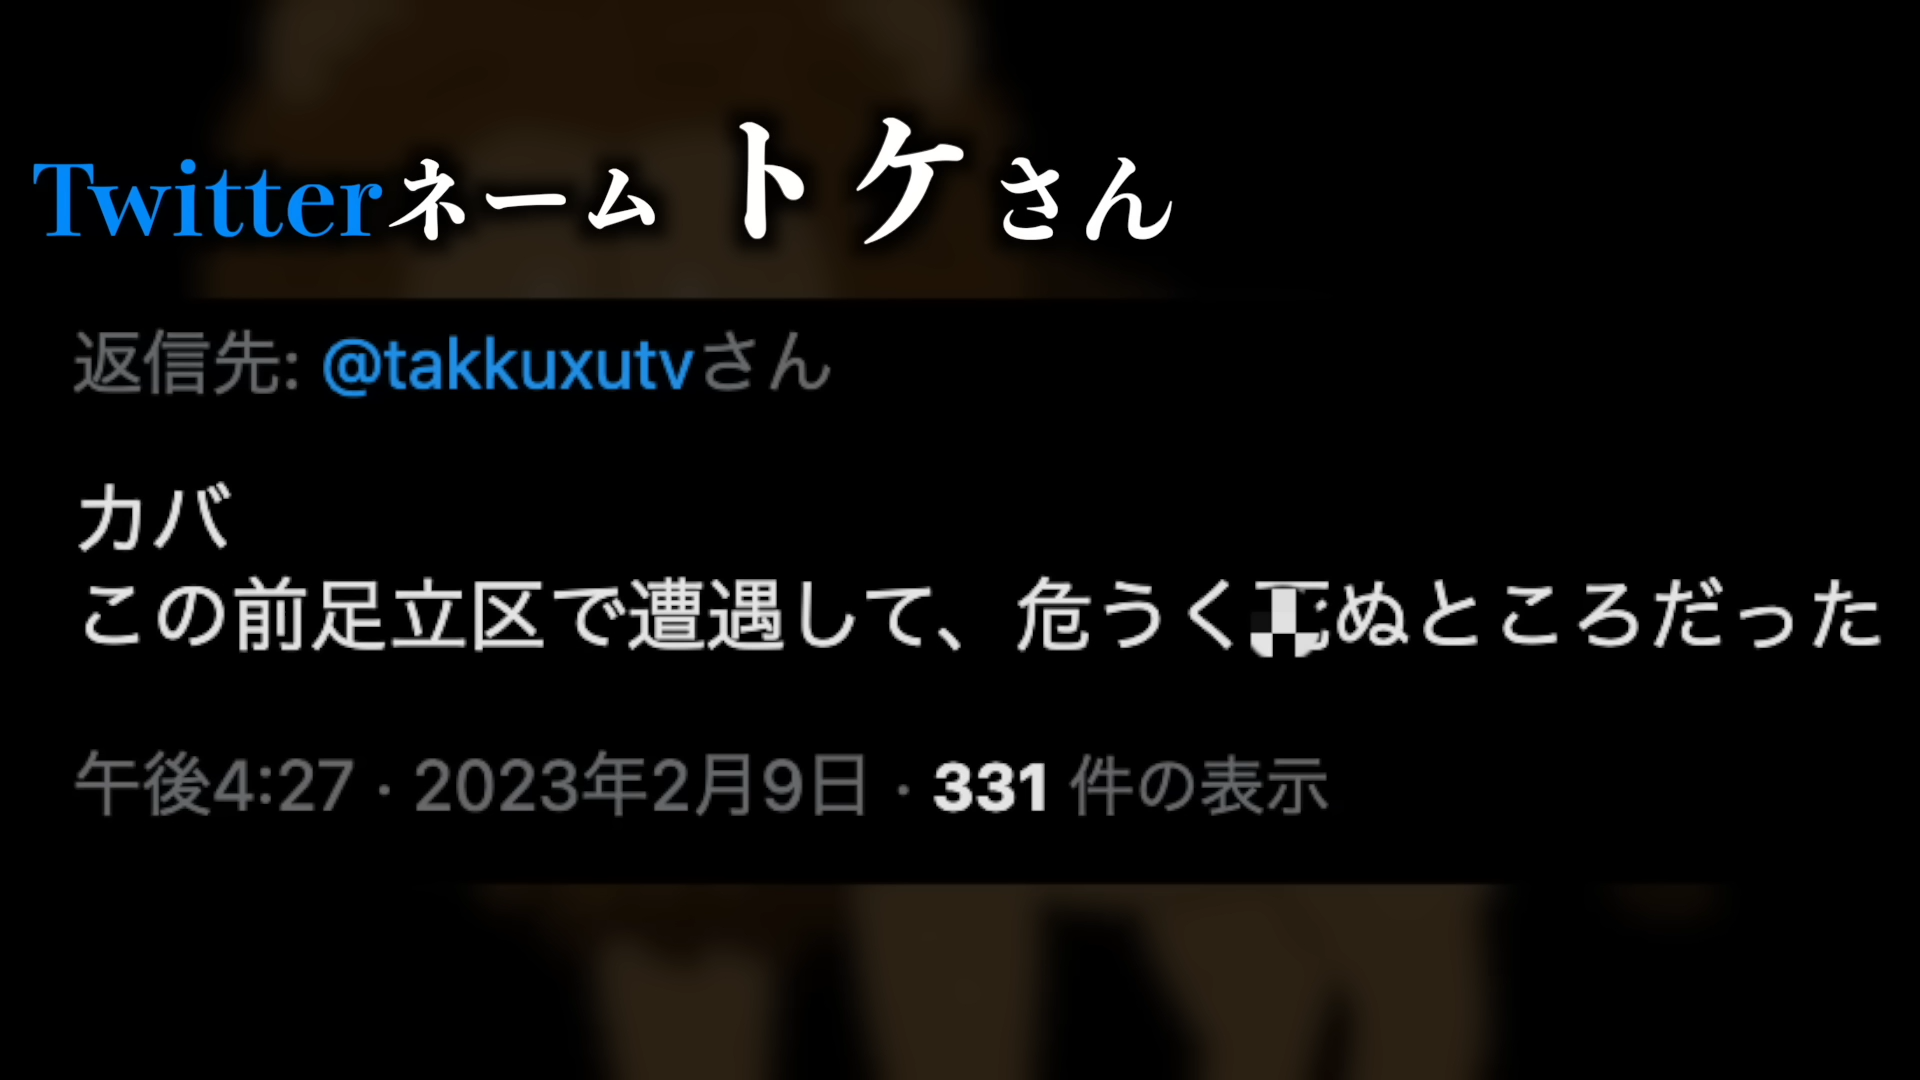 Twitterネーム トケさん
返信先: @takkuxutvさん
カバ
この前足立区で遭遇して、危うく ぬところだった
午後4:27 · 2023年2月9日 · 331 件の表示